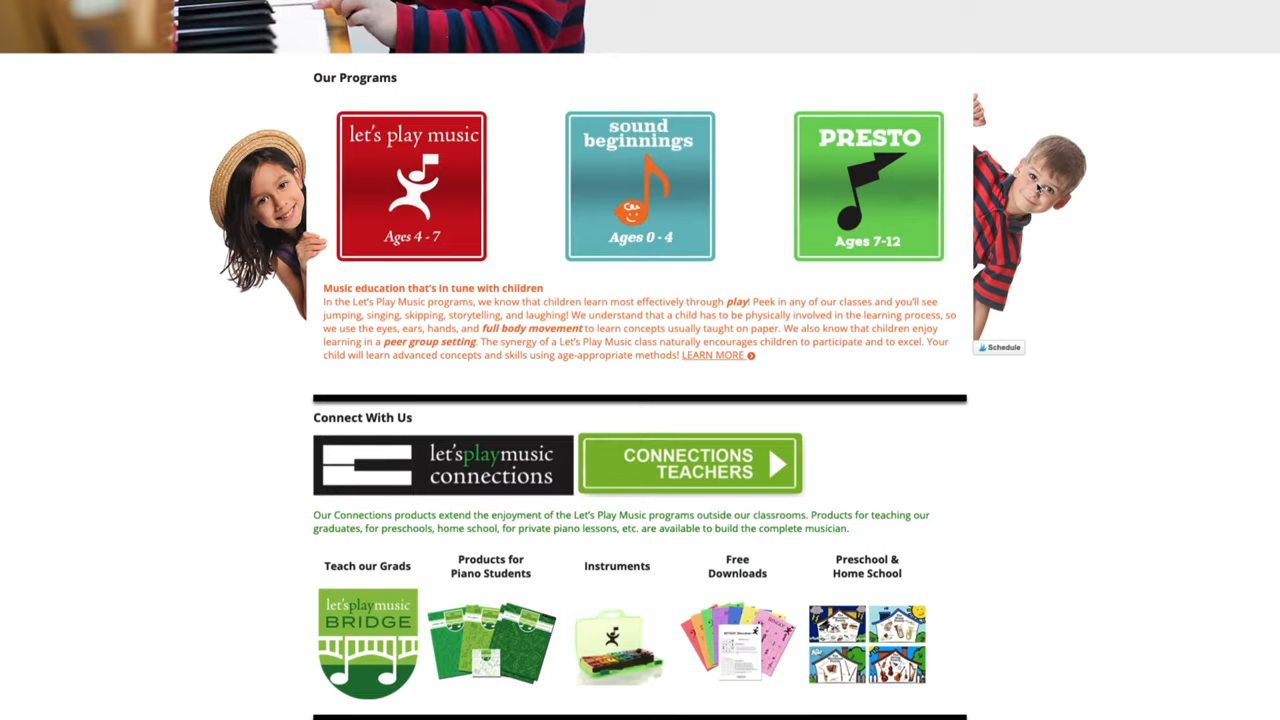 Our Programs
let's play music
Ages 4 - 7
sound
beginnings
Ages 0 - 4
PRESTO
Ages 7-12
Music education that's in tune with children
In the Let's Play Music programs, we know that children learn most effectively through play! Peek in any of our classes and you'll see
jumping, singing, skipping, storytelling, and laughing! We understand that a child has to be physically involved in the learning process, so
we use the eyes, ears, hands, and full body movement to learn concepts usually taught on paper. We also know that children enjoy
learning in a peer group setting. The synergy of a Let's Play Music class naturally encourages children to participate and to excel. Your
child will learn advanced concepts and skills using age-appropriate methods! LEARN MORE
Schedule
Connect With Us
let'splaymusic
connections
CONNECTIONS
TEACHERS
Our Connections products extend the enjoyment of the Let's Play Music programs outside our classrooms. Products for teaching our
graduates, for preschools, home school, for private piano lessons, etc. are available to build the complete musician.
Teach our Grads
Products for
Piano Students
Instruments
Free
Downloads
Preschool &
Home School
let'splaymusic
BRIDGE